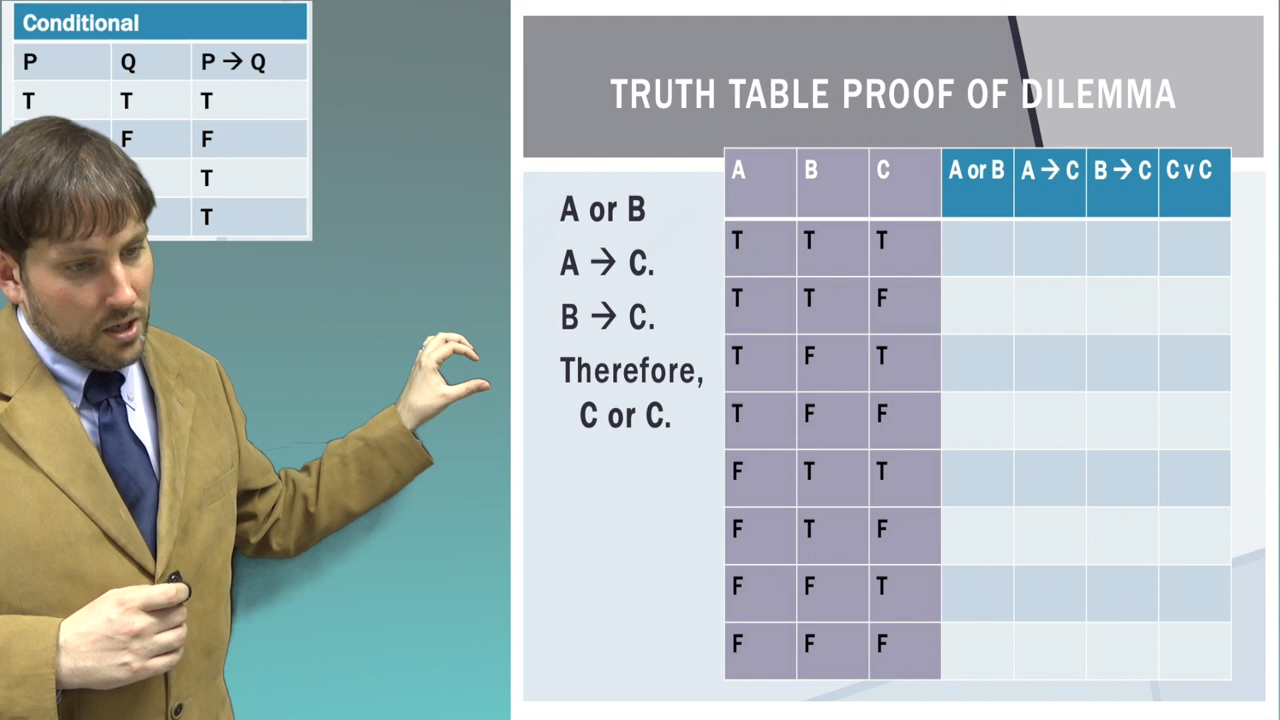 Conditional
P Q P → Q
T T T
F F
T
T
TRUTH TABLE PROOF OF DILEMMA
A or B
A → C.
B → C.
Therefore,
C or C.
A B C A or B A → C B → C C v C
T T T
T T F
T F T
T F F
F T T
F T F
F F T
F F F